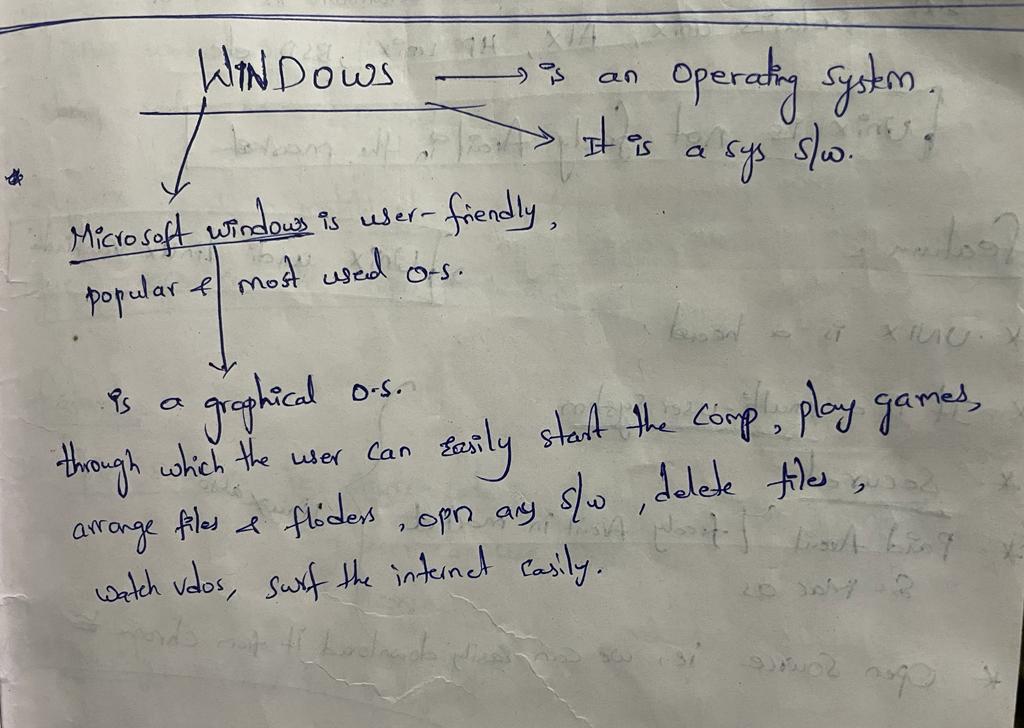 WINDOWS → is an Operating System.
It is a sys s/w.
Microsoft windows is user-friendly,
popular & most used o-s.
is a graphical o-s.
through which the user can easily start the comp, play games,
arrange files & floders, opn any s/w, delete files,
watch vdos, surf the internet easily.